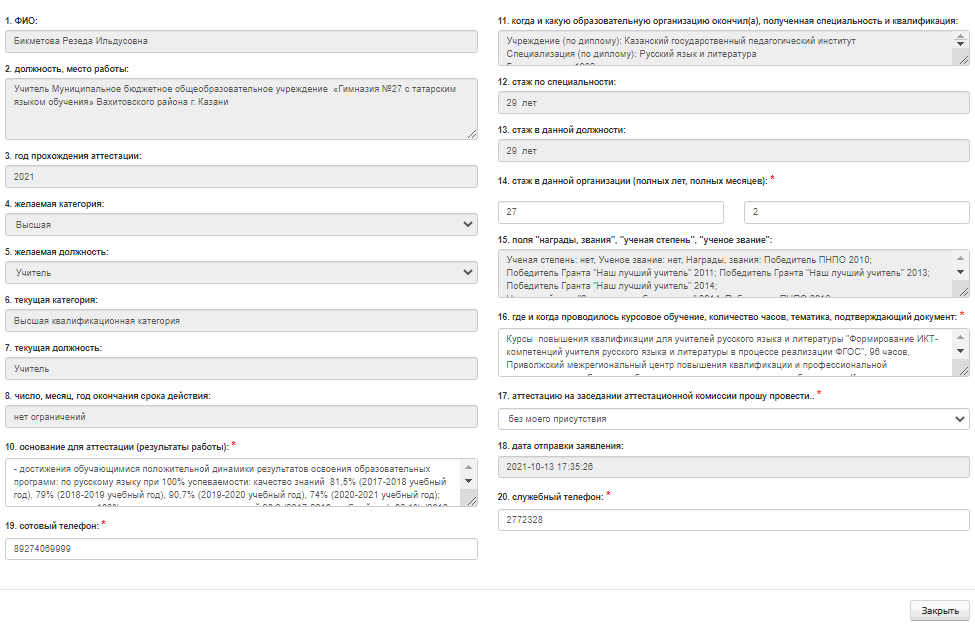 1. ФИО:
Бикметова Резеда Ильдусовна
2. должность, место работы:
Учитель Муниципальное бюджетное общеобразовательное учреждение «Гимназия №27 с татарским
языком обучения» Вахитовского района г. Казани
3. год прохождения аттестации:
2021
4. желаемая категория:
Высшая
5. желаемая должность:
Учитель
6. текущая категория:
Высшая квалификационная категория
7. текущая должность:
Учитель
8. число, месяц, год окончания срока действия:
нет ограничений
10. основание для аттестации (результаты работы): *
- достижения обучающимися положительной динамики результатов освоения образовательных
программ: по русскому языку при 100% успеваемости: качество знаний 81,5% (2017-2018 учебный
год), 79% (2018-2019 учебный год), 90,7% (2019-2020 учебный год), 74% (2020-2021 учебный год);
19. сотовый телефон: *
89274069999
11. когда и какую образовательную организацию окончил(а), полученная специальность и квалификация:
Учреждение (по диплому): Казанский государственный педагогический институт
Специализация (по диплому): Русский язык и литература
12. стаж по специальности:
29 лет
13. стаж в данной должности:
29 лет
14. стаж в данной организации (полных лет, полных месяцев): *
27
2
15. поля "награды, звания", "ученая степень", "ученое звание":
Ученая степень: нет, Ученое звание: нет, Награды, звания: Победитель ПНПО 2010;
Победитель Гранта "Наш лучший учитель" 2011; Победитель Гранта "Наш лучший учитель" 2013;
Победитель Гранта "Наш лучший учитель" 2014;
16. где и когда проводилось курсовое обучение, количество часов, тематика, подтверждающий документ: *
Курсы повышения квалификации для учителей русского языка и литературы "Формирование ИКТ-
компетенций учителя русского языка и литературы в процессе реализации ФГОС", 96 часов,
Приволжский межрегиональный центр повышения квалификации и профессиональной
17. аттестацию на заседании аттестационной комиссии прошу провести.. *
без моего присутствия
18. дата отправки заявления:
2021-10-13 17:35:26
20. служебный телефон: *
2772328
Закрыть